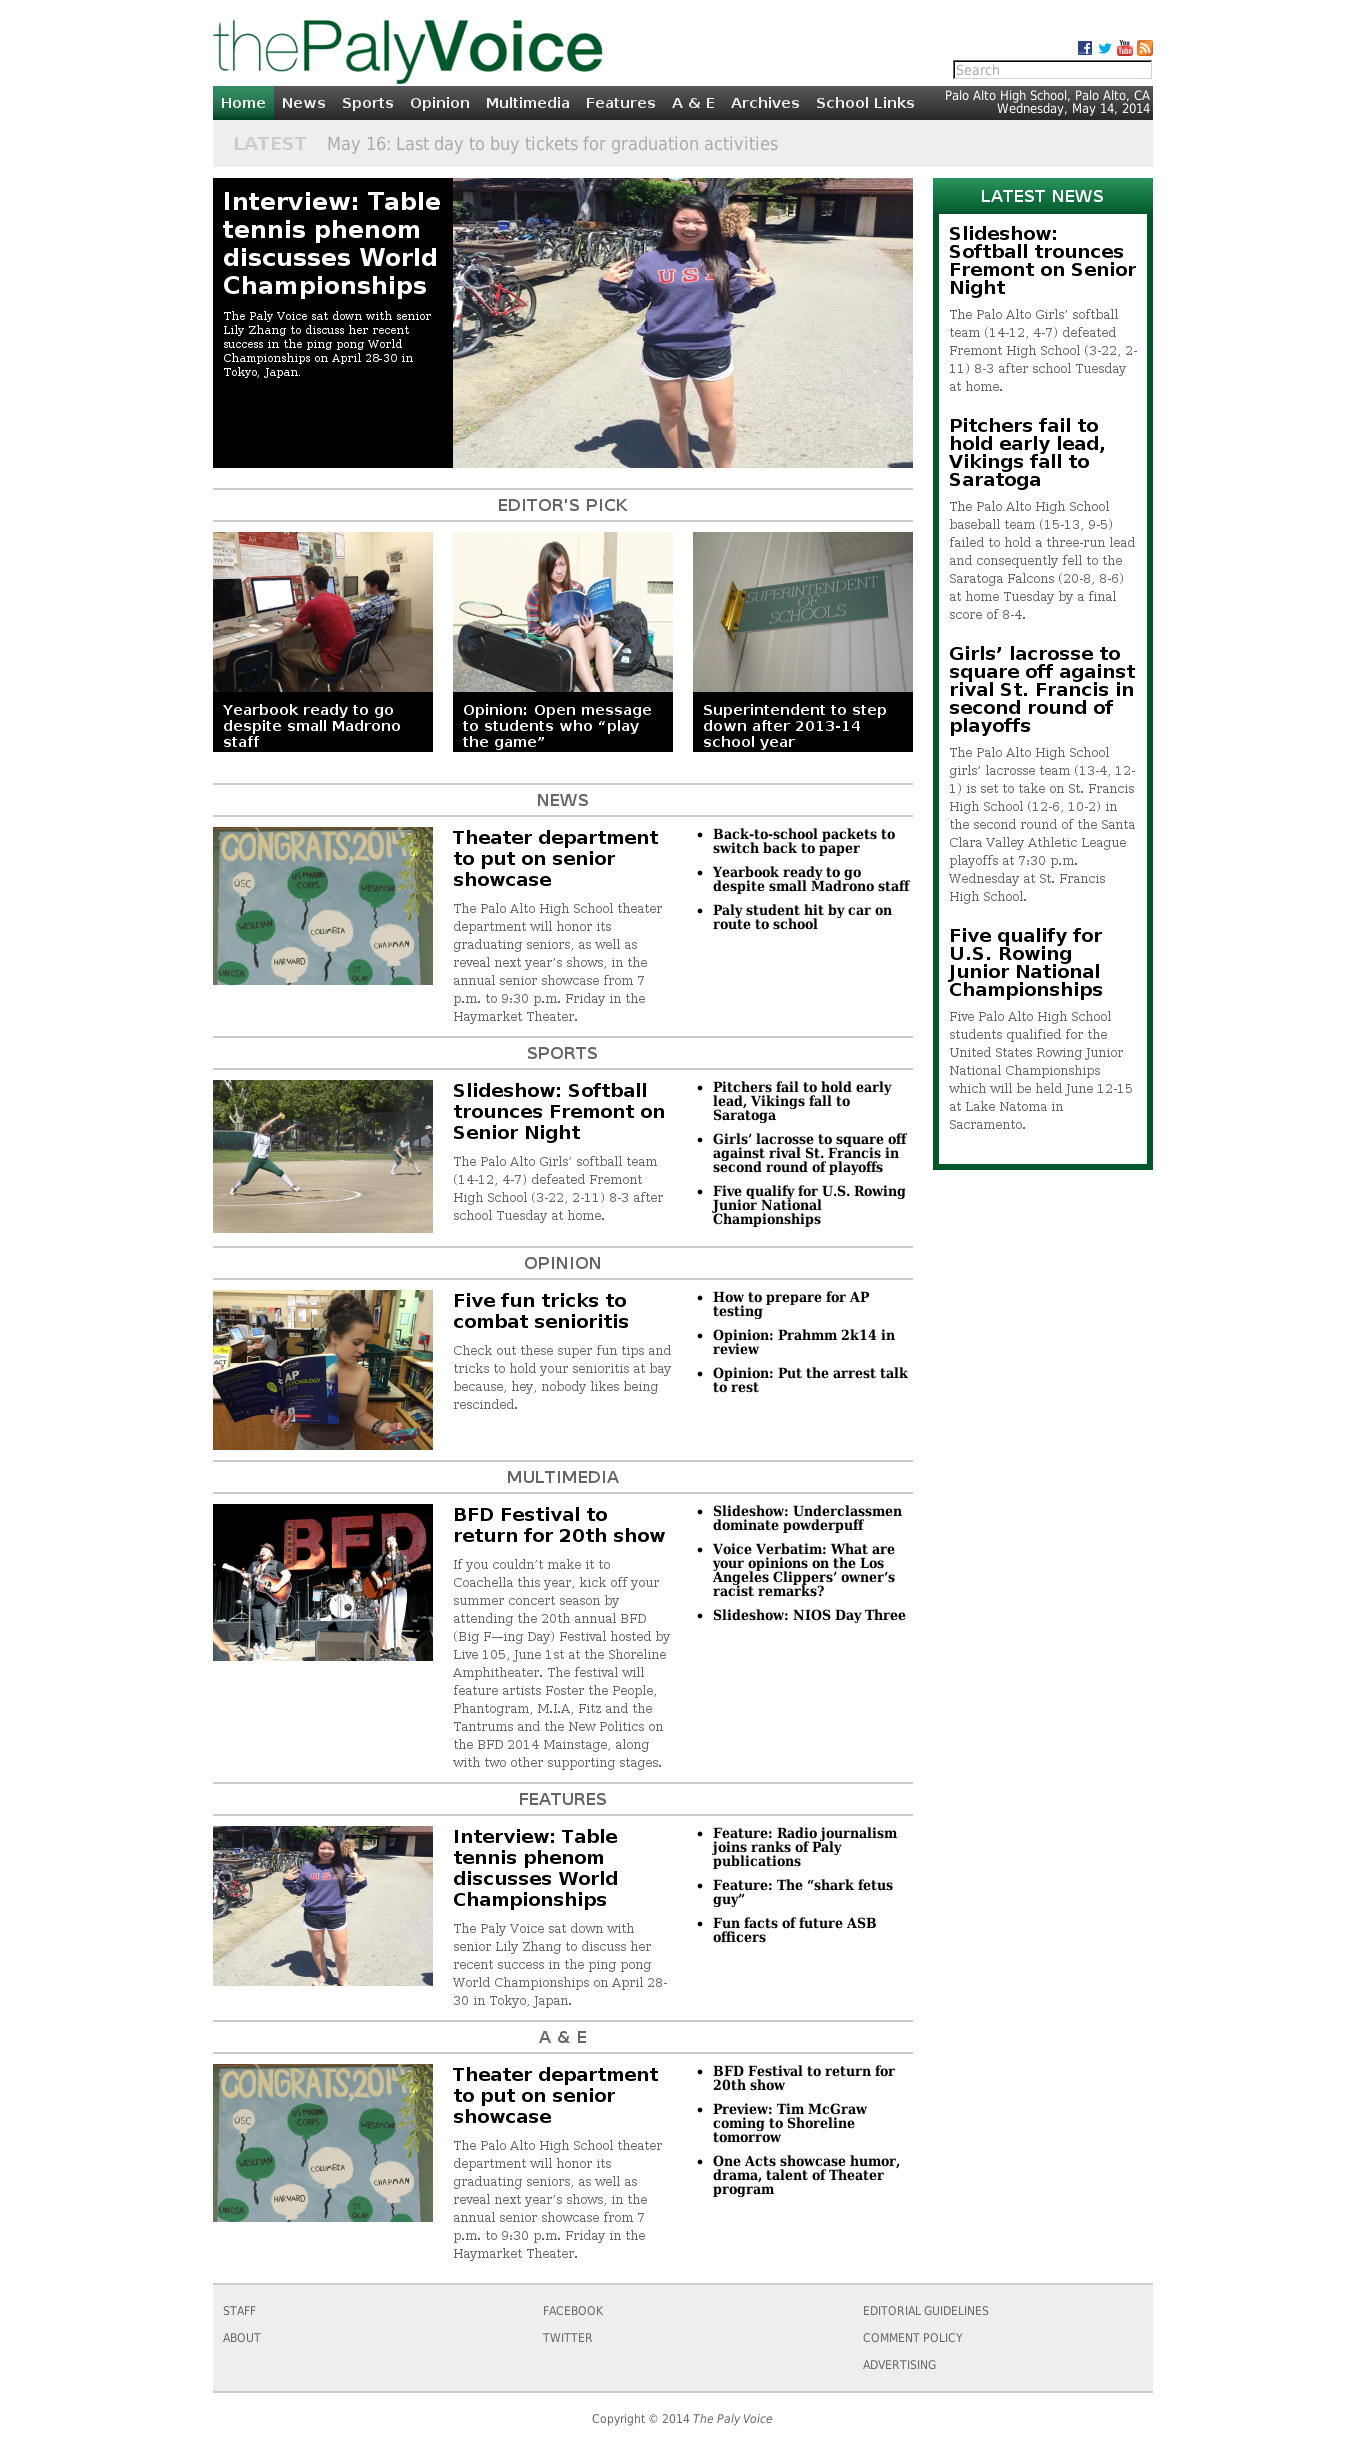 thePalyVoice
Search
Home News Sports Opinion Multimedia Features A & E Archives School Links
Palo Alto High School, Palo Alto, CA
Wednesday, May 14, 2014
LATEST May 16: Last day to buy tickets for graduation activities
Interview: Table
tennis phenom
discusses World
Championships
The Paly Voice sat down with senior
Lily Zhang to discuss her recent
success in the ping pong World
Championships on April 28-30 in
Tokyo, Japan.
USA
EDITOR'S PICK
SUPERINTENDENT
OF
SCHOOLS
Yearbook ready to go
despite small Madrono
staff
Opinion: Open message
to students who “play
the game”
Superintendent to step
down after 2013-14
school year
NEWS
CONGRATS, 2014
USC
US MARINE
CORPS
WESTMONT
WESLEYAN
COLUMBIA
CHAPMAN
HARVARD
UNCSA
ST. OLAF
Theater department
to put on senior
showcase
The Palo Alto High School theater
department will honor its
graduating seniors, as well as
reveal next year’s shows, in the
annual senior showcase from 7
p.m. to 9:30 p.m. Friday in the
Haymarket Theater.
• Back-to-school packets to
switch back to paper
• Yearbook ready to go
despite small Madrono staff
• Paly student hit by car on
route to school
SPORTS
Slideshow: Softball
trounces Fremont on
Senior Night
The Palo Alto Girls’ softball team
(14-12, 4-7) defeated Fremont
High School (3-22, 2-11) 8-3 after
school Tuesday at home.
• Pitchers fail to hold early
lead, Vikings fall to
Saratoga
• Girls’ lacrosse to square off
against rival St. Francis in
second round of playoffs
• Five qualify for U.S. Rowing
Junior National
Championships
OPINION
AP
PSYCHOLOGY
Five fun tricks to
combat senioritis
Check out these super fun tips and
tricks to hold your senioritis at bay
because, hey, nobody likes being
rescinded.
• How to prepare for AP
testing
• Opinion: Prahmm 2k14 in
review
• Opinion: Put the arrest talk
to rest
MULTIMEDIA
BFD
BFD Festival to
return for 20th show
If you couldn’t make it to
Coachella this year, kick off your
summer concert season by
attending the 20th annual BFD
(Big F—ing Day) Festival hosted by
Live 105, June 1st at the Shoreline
Amphitheater. The festival will
feature artists Foster the People,
Phantogram, M.I.A, Fitz and the
Tantrums and the New Politics on
the BFD 2014 Mainstage, along
with two other supporting stages.
• Slideshow: Underclassmen
dominate powderpuff
• Voice Verbatim: What are
your opinions on the Los
Angeles Clippers’ owner’s
racist remarks?
• Slideshow: NIOS Day Three
FEATURES
Interview: Table
tennis phenom
discusses World
Championships
The Paly Voice sat down with
senior Lily Zhang to discuss her
recent success in the ping pong
World Championships on April 28-
30 in Tokyo, Japan.
• Feature: Radio journalism
joins ranks of Paly
publications
• Feature: The “shark fetus
guy”
• Fun facts of future ASB
officers
A & E
CONGRATS, 2014
USC
US MARINE
CORPS
WESTMONT
WESLEYAN
COLUMBIA
CHAPMAN
HARVARD
UNCSA
ST. OLAF
Theater department
to put on senior
showcase
The Palo Alto High School theater
department will honor its
graduating seniors, as well as
reveal next year’s shows, in the
annual senior showcase from 7
p.m. to 9:30 p.m. Friday in the
Haymarket Theater.
• BFD Festival to return for
20th show
• Preview: Tim McGraw
coming to Shoreline
tomorrow
• One Acts showcase humor,
drama, talent of Theater
program
LATEST NEWS
Slideshow:
Softball trounces
Fremont on Senior
Night
The Palo Alto Girls’ softball
team (14-12, 4-7) defeated
Fremont High School (3-22, 2-
11) 8-3 after school Tuesday
at home.
Pitchers fail to
hold early lead,
Vikings fall to
Saratoga
The Palo Alto High School
baseball team (15-13, 9-5)
failed to hold a three-run lead
and consequently fell to the
Saratoga Falcons (20-8, 8-6)
at home Tuesday by a final
score of 8-4.
Girls’ lacrosse to
square off against
rival St. Francis in
second round of
playoffs
The Palo Alto High School
girls’ lacrosse team (13-4, 12-
1) is set to take on St. Francis
High School (12-6, 10-2) in
the second round of the Santa
Clara Valley Athletic League
playoffs at 7:30 p.m.
Wednesday at St. Francis
High School.
Five qualify for
U.S. Rowing
Junior National
Championships
Five Palo Alto High School
students qualified for the
United States Rowing Junior
National Championships
which will be held June 12-15
at Lake Natoma in
Sacramento.
STAFF FACEBOOK EDITORIAL GUIDELINES
ABOUT TWITTER COMMENT POLICY
ADVERTISING
Copyright © 2014 The Paly Voice